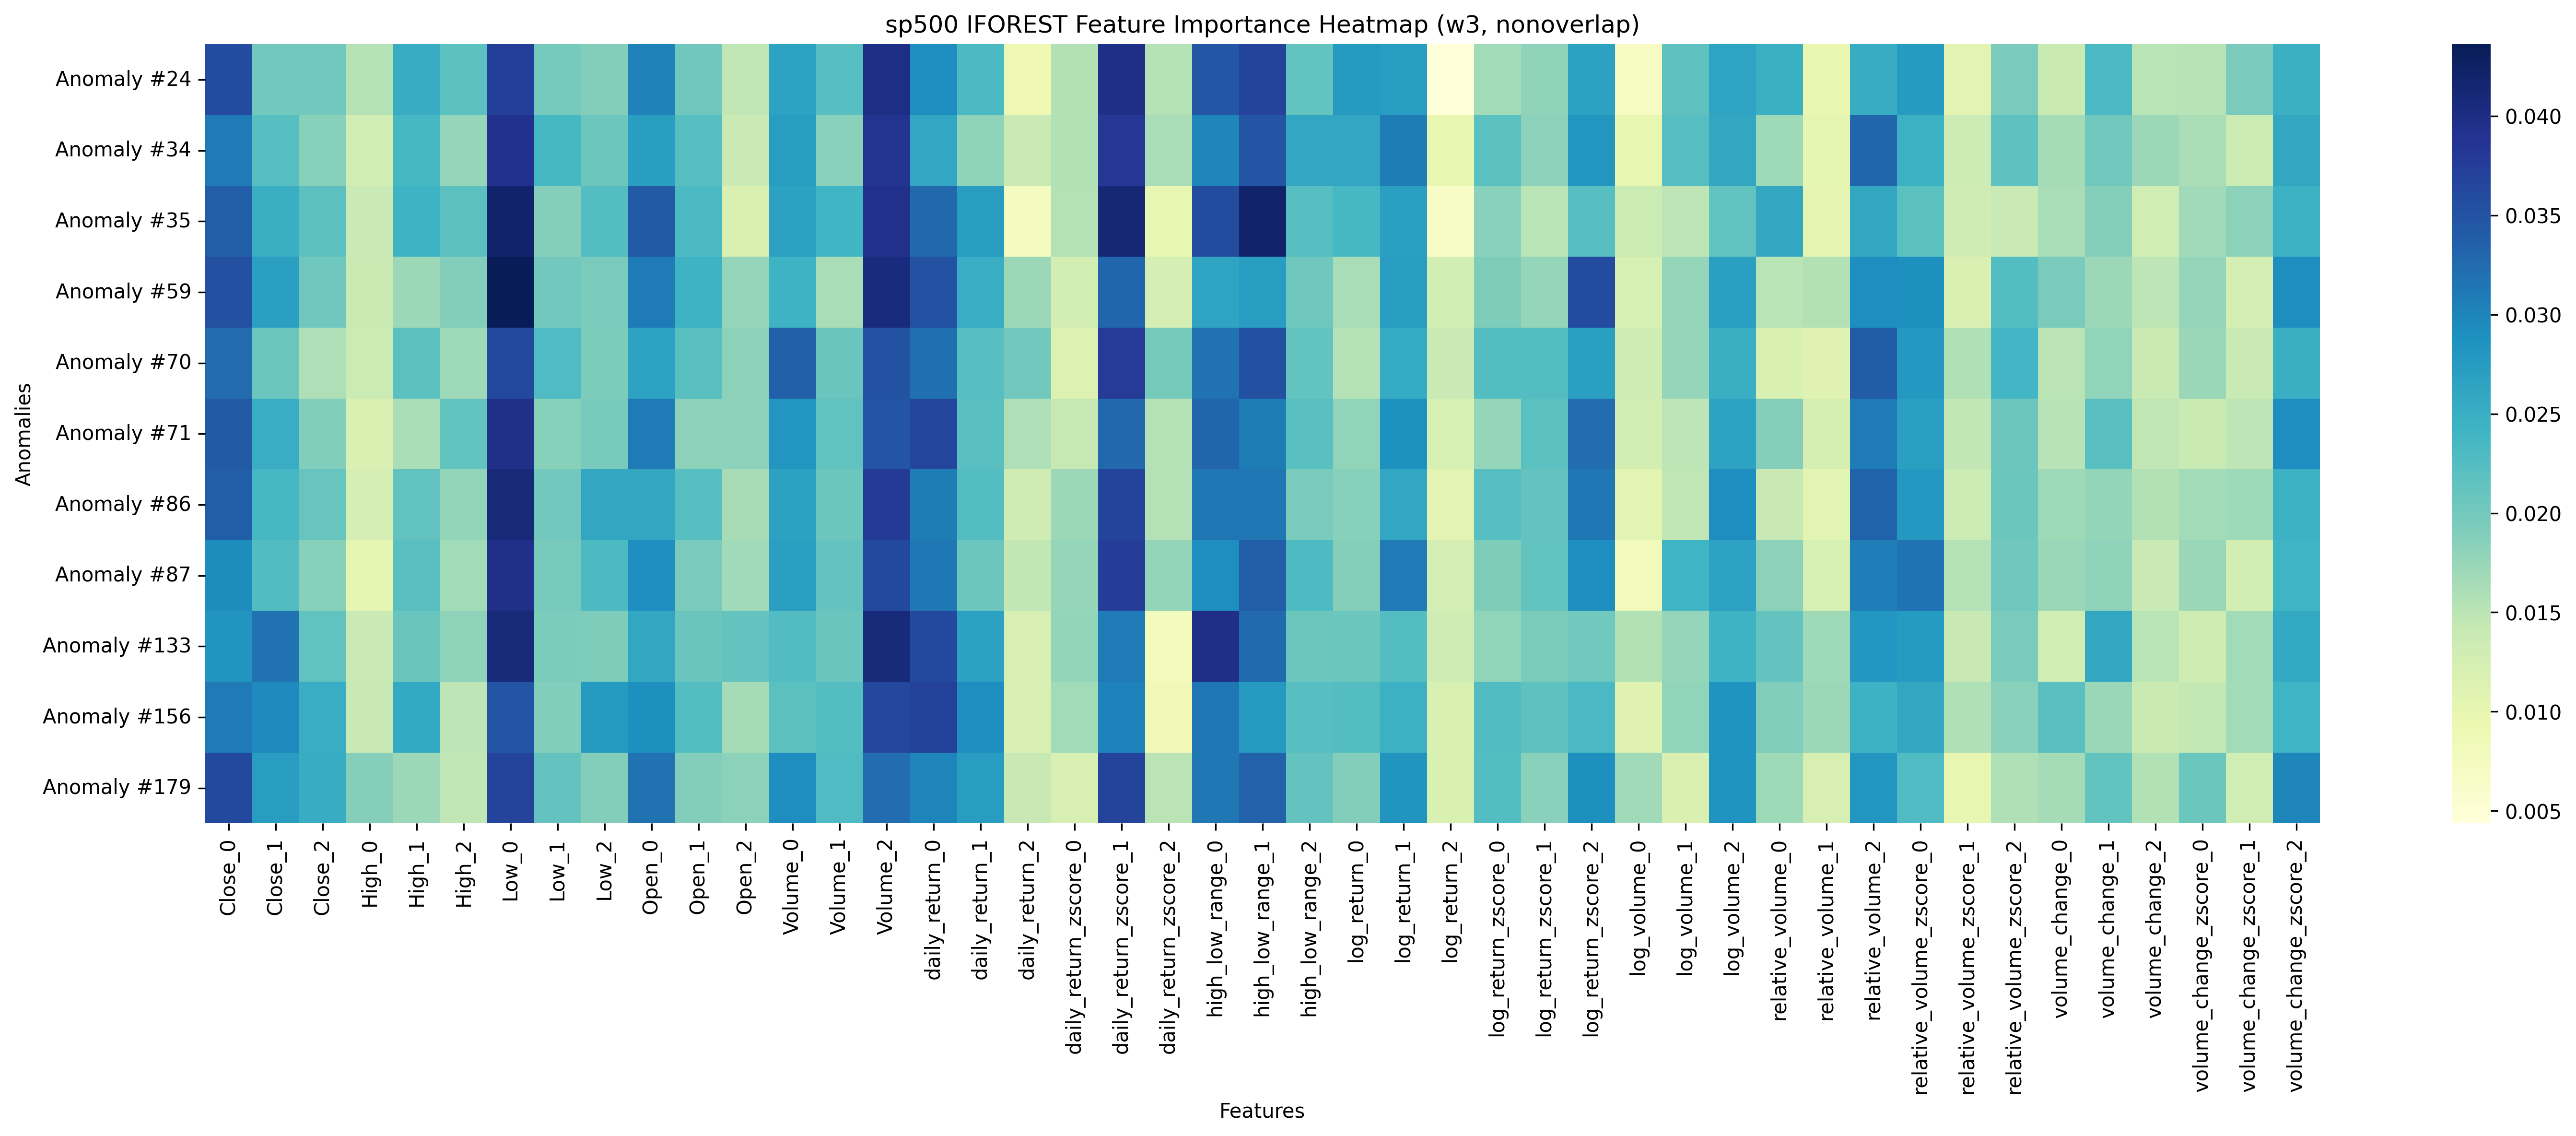 sp500 IFOREST Feature Importance Heatmap (w3, nonoverlap)
Anomalies
Anomaly #24
Anomaly #34
Anomaly #35
Anomaly #59
Anomaly #70
Anomaly #71
Anomaly #86
Anomaly #87
Anomaly #133
Anomaly #156
Anomaly #179
Close_0
Close_1
Close_2
High_0
High_1
High_2
Low_0
Low_1
Low_2
Open_0
Open_1
Open_2
Volume_0
Volume_1
Volume_2
daily_return_0
daily_return_1
daily_return_2
daily_return_zscore_0
daily_return_zscore_1
daily_return_zscore_2
high_low_range_0
high_low_range_1
high_low_range_2
log_return_0
log_return_1
log_return_2
log_return_zscore_0
log_return_zscore_1
log_return_zscore_2
log_volume_0
log_volume_1
log_volume_2
relative_volume_0
relative_volume_1
relative_volume_2
relative_volume_zscore_0
relative_volume_zscore_1
relative_volume_zscore_2
volume_change_0
volume_change_1
volume_change_2
volume_change_zscore_0
volume_change_zscore_1
volume_change_zscore_2
Features
0.040
0.035
0.030
0.025
0.020
0.015
0.010
0.005